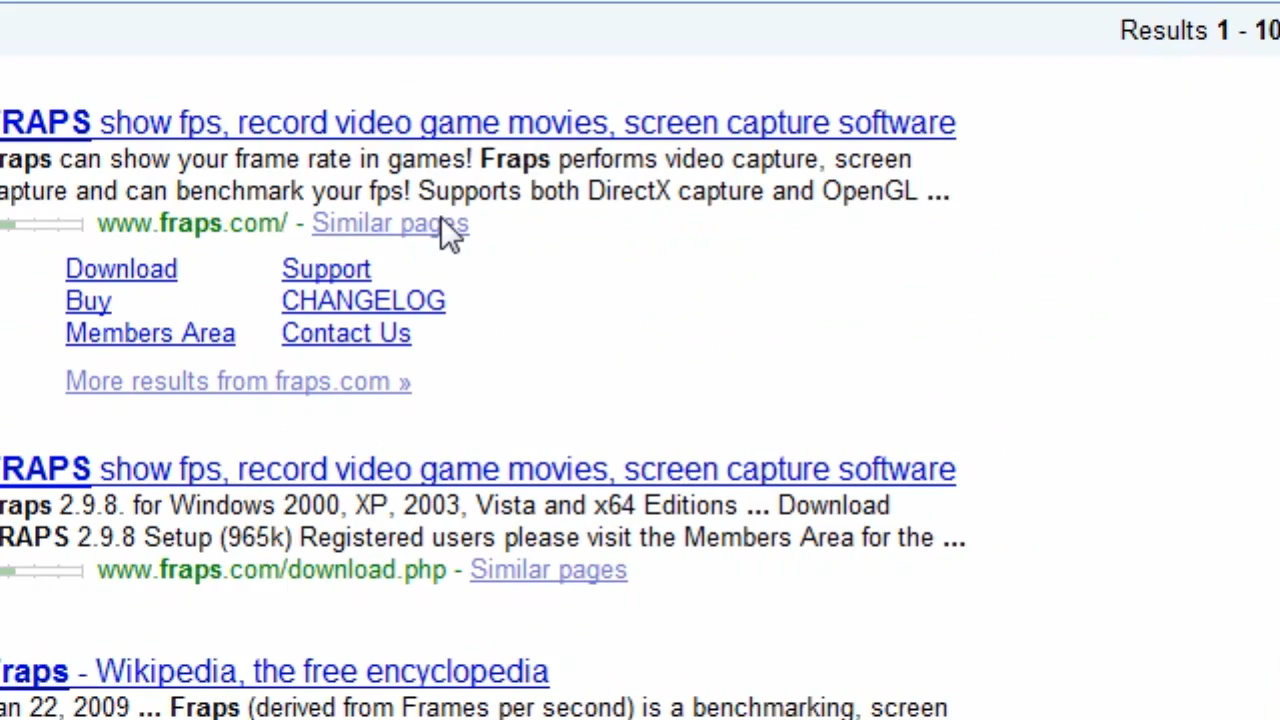 Results 1 - 10
RAPS show fps, record video game movies, screen capture software
raps can show your frame rate in games! Fraps performs video capture, screen
apture and can benchmark your fps! Supports both DirectX capture and OpenGL ...
www.fraps.com/ - Similar pages
Download Support
Buy CHANGELOG
Members Area Contact Us
More results from fraps.com »
RAPS show fps, record video game movies, screen capture software
raps 2.9.8. for Windows 2000, XP, 2003, Vista and x64 Editions ... Download
RAPS 2.9.8 Setup (965k) Registered users please visit the Members Area for the ...
www.fraps.com/download.php - Similar pages
raps - Wikipedia, the free encyclopedia
an 22, 2009 ... Fraps (derived from Frames per second) is a benchmarking, screen